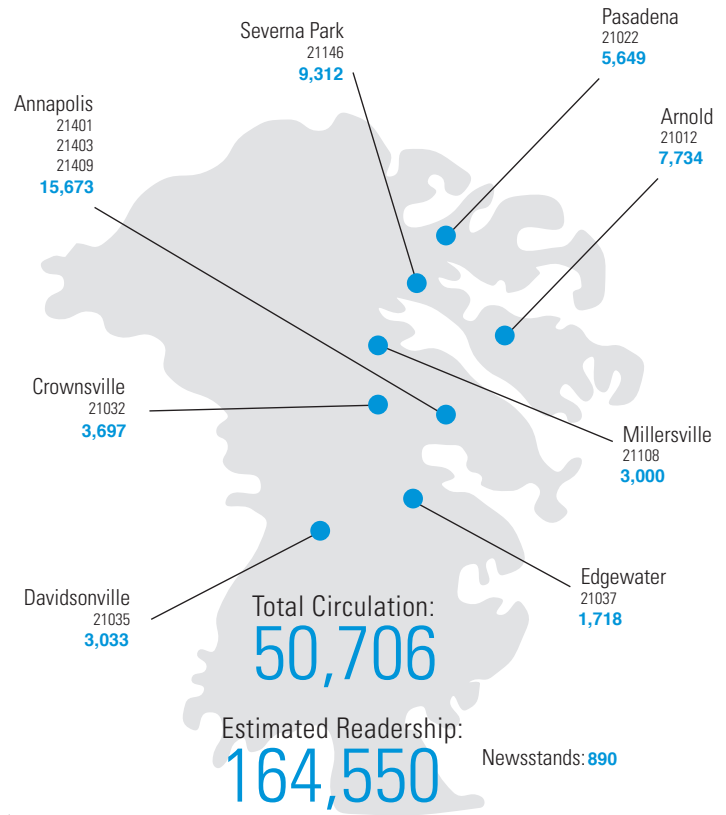 Pasadena
21022
5,649
Severna Park
21146
9,312
Annapolis
21401
21403
21409
15,673
Arnold
21012
7,734
Crownsville
21032
3,697
Millersville
21108
3,000
Edgewater
21037
1,718
Davidsonville
21035
3,033
Total Circulation:
50,706
Estimated Readership:
164,550
Newsstands: 890